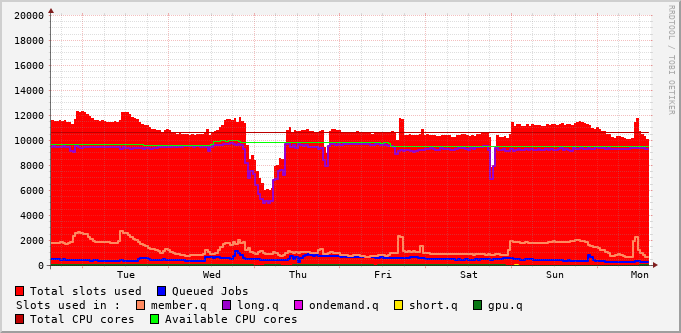 20000
18000
16000
14000
12000
10000
8000
6000
4000
2000
0
Tue Wed Thu Fri Sat Sun Mon
Total slots used Queued Jobs
Slots used in : member.q long.q ondemand.q short.q gpu.q
Total CPU cores Available CPU cores
RRDTOOL / TOBI OETIKER